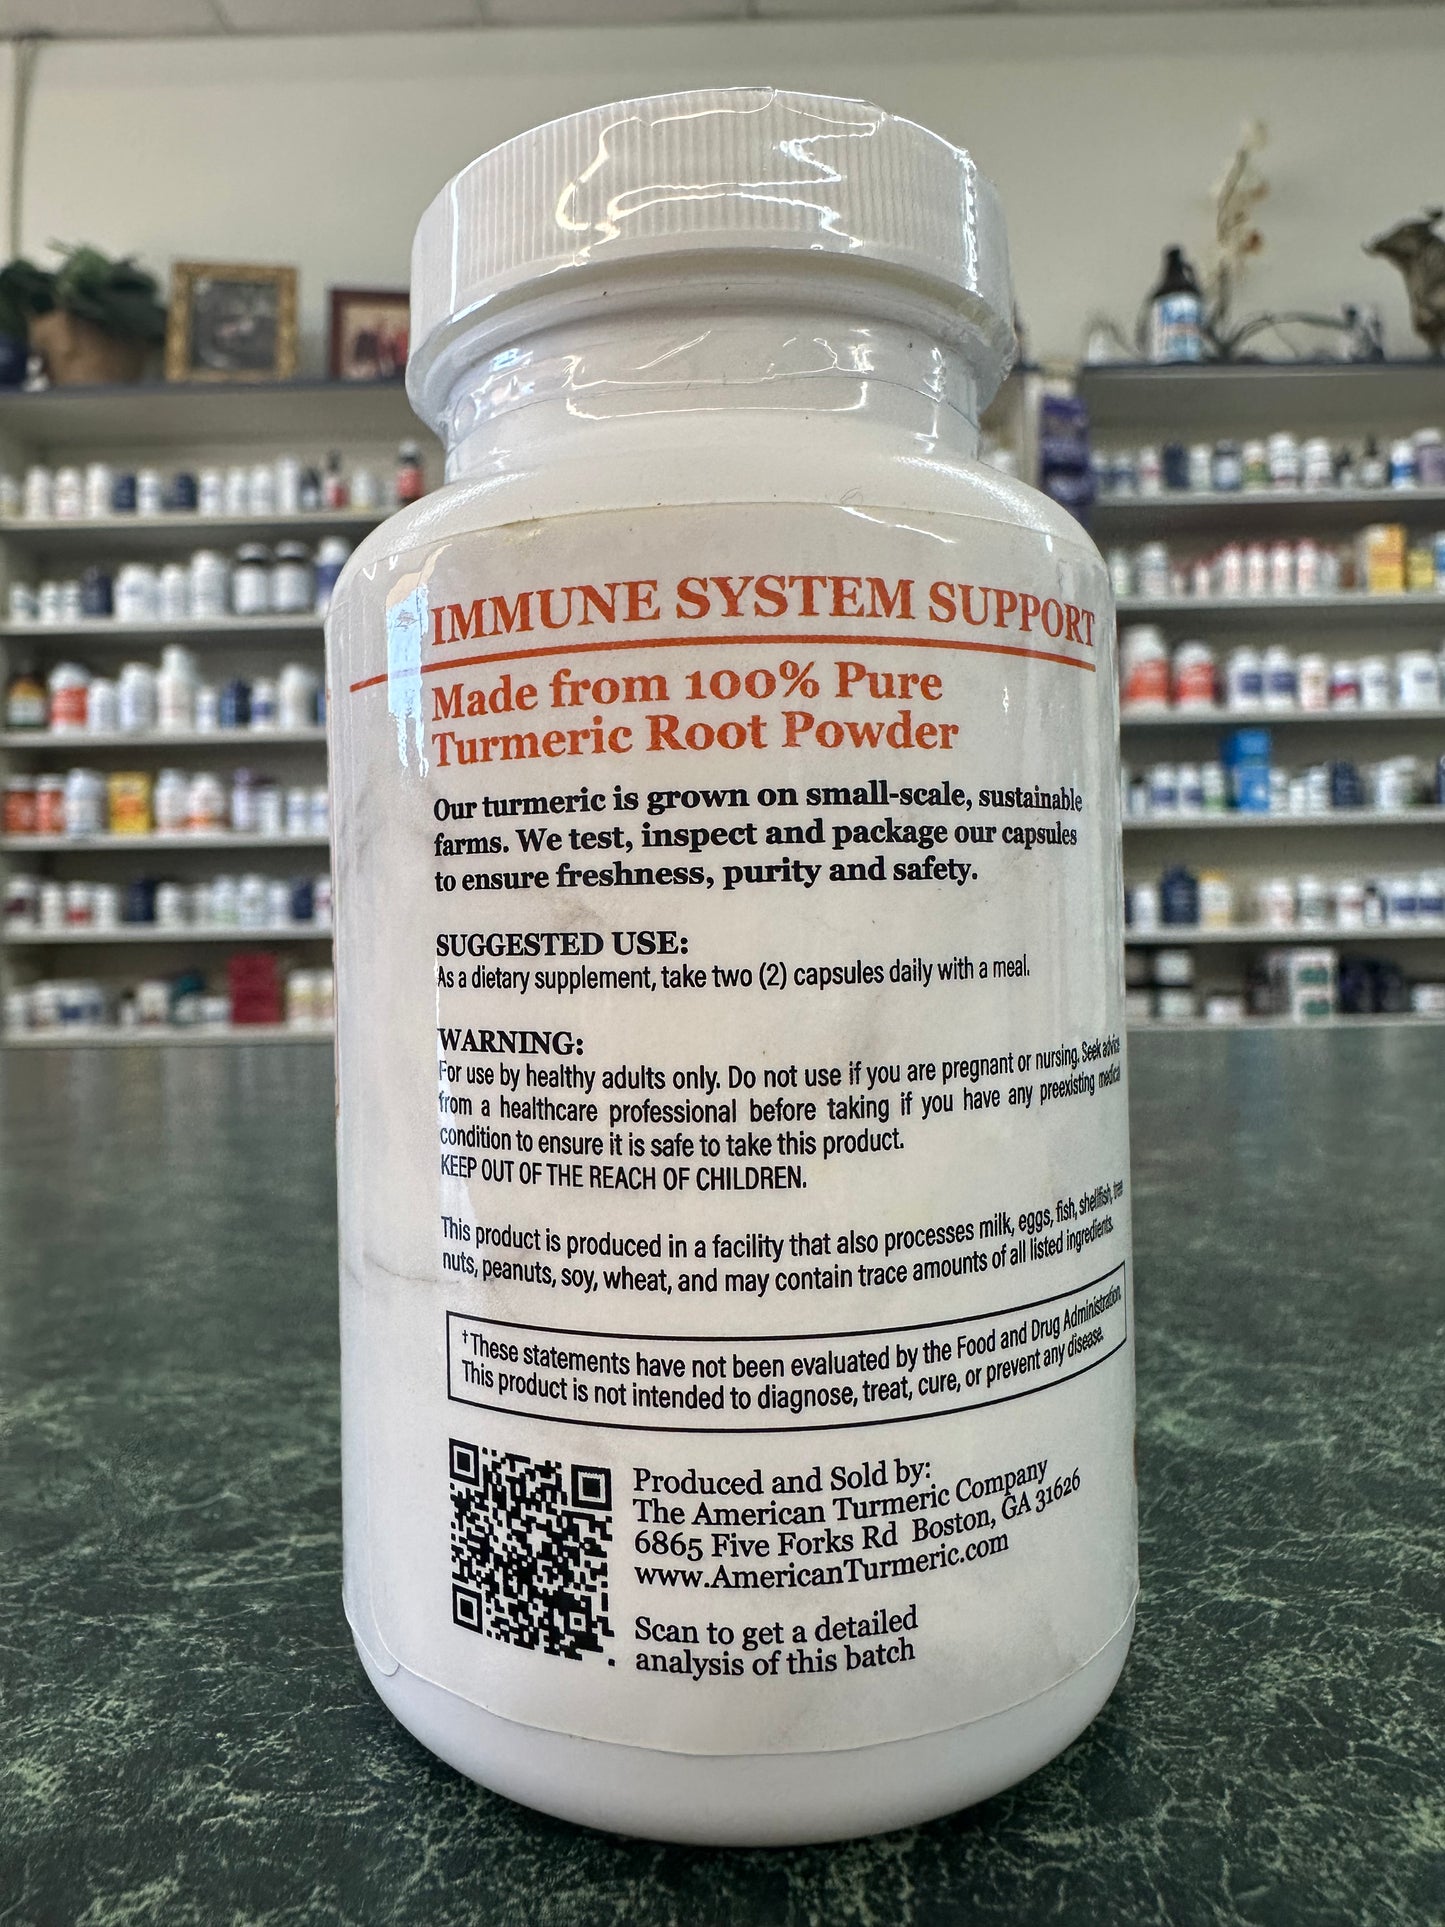 IMMUNE SYSTEM SUPPORT
Made from 100% Pure
Turmeric Root Powder
Our turmeric is grown on small-scale, sustainable
farms. We test, inspect and package our capsules
to ensure freshness, purity and safety.
SUGGESTED USE:
As a dietary supplement, take two (2) capsules daily with a meal.
WARNING:
For use by healthy adults only. Do not use if you are pregnant or nursing. Seek advice
from a healthcare professional before taking if you have any preexisting medical
condition to ensure it is safe to take this product.
KEEP OUT OF THE REACH OF CHILDREN.
This product is produced in a facility that also processes milk, eggs, fish, shellfish, tree
nuts, peanuts, soy, wheat, and may contain trace amounts of all listed ingredients.
†These statements have not been evaluated by the Food and Drug Administration.
This product is not intended to diagnose, treat, cure, or prevent any disease.
Produced and Sold by:
The American Turmeric Company
6865 Five Forks Rd Boston, GA 31626
www.AmericanTurmeric.com
Scan to get a detailed
analysis of this batch